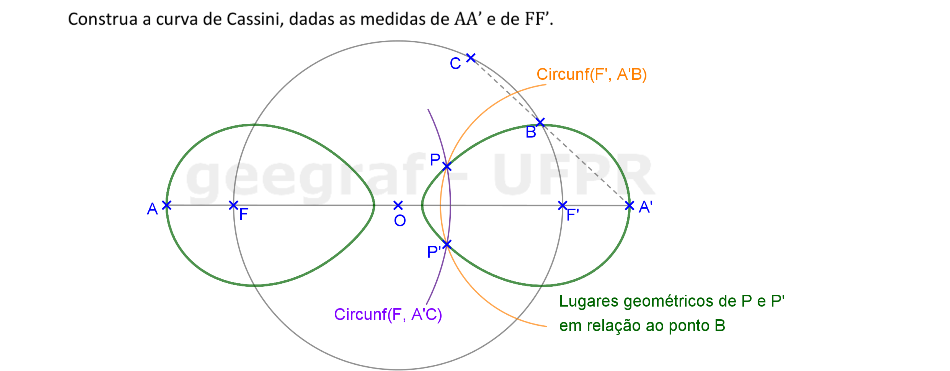 Construa a curva de Cassini, dadas as medidas de AA’ e de FF’.
C
Circunf(F', A'B)
B
P
geegraf - UFPR
A
F
O
F'
A'
P'
Circunf(F, A'C)
Lugares geométricos de P e P'
em relação ao ponto B